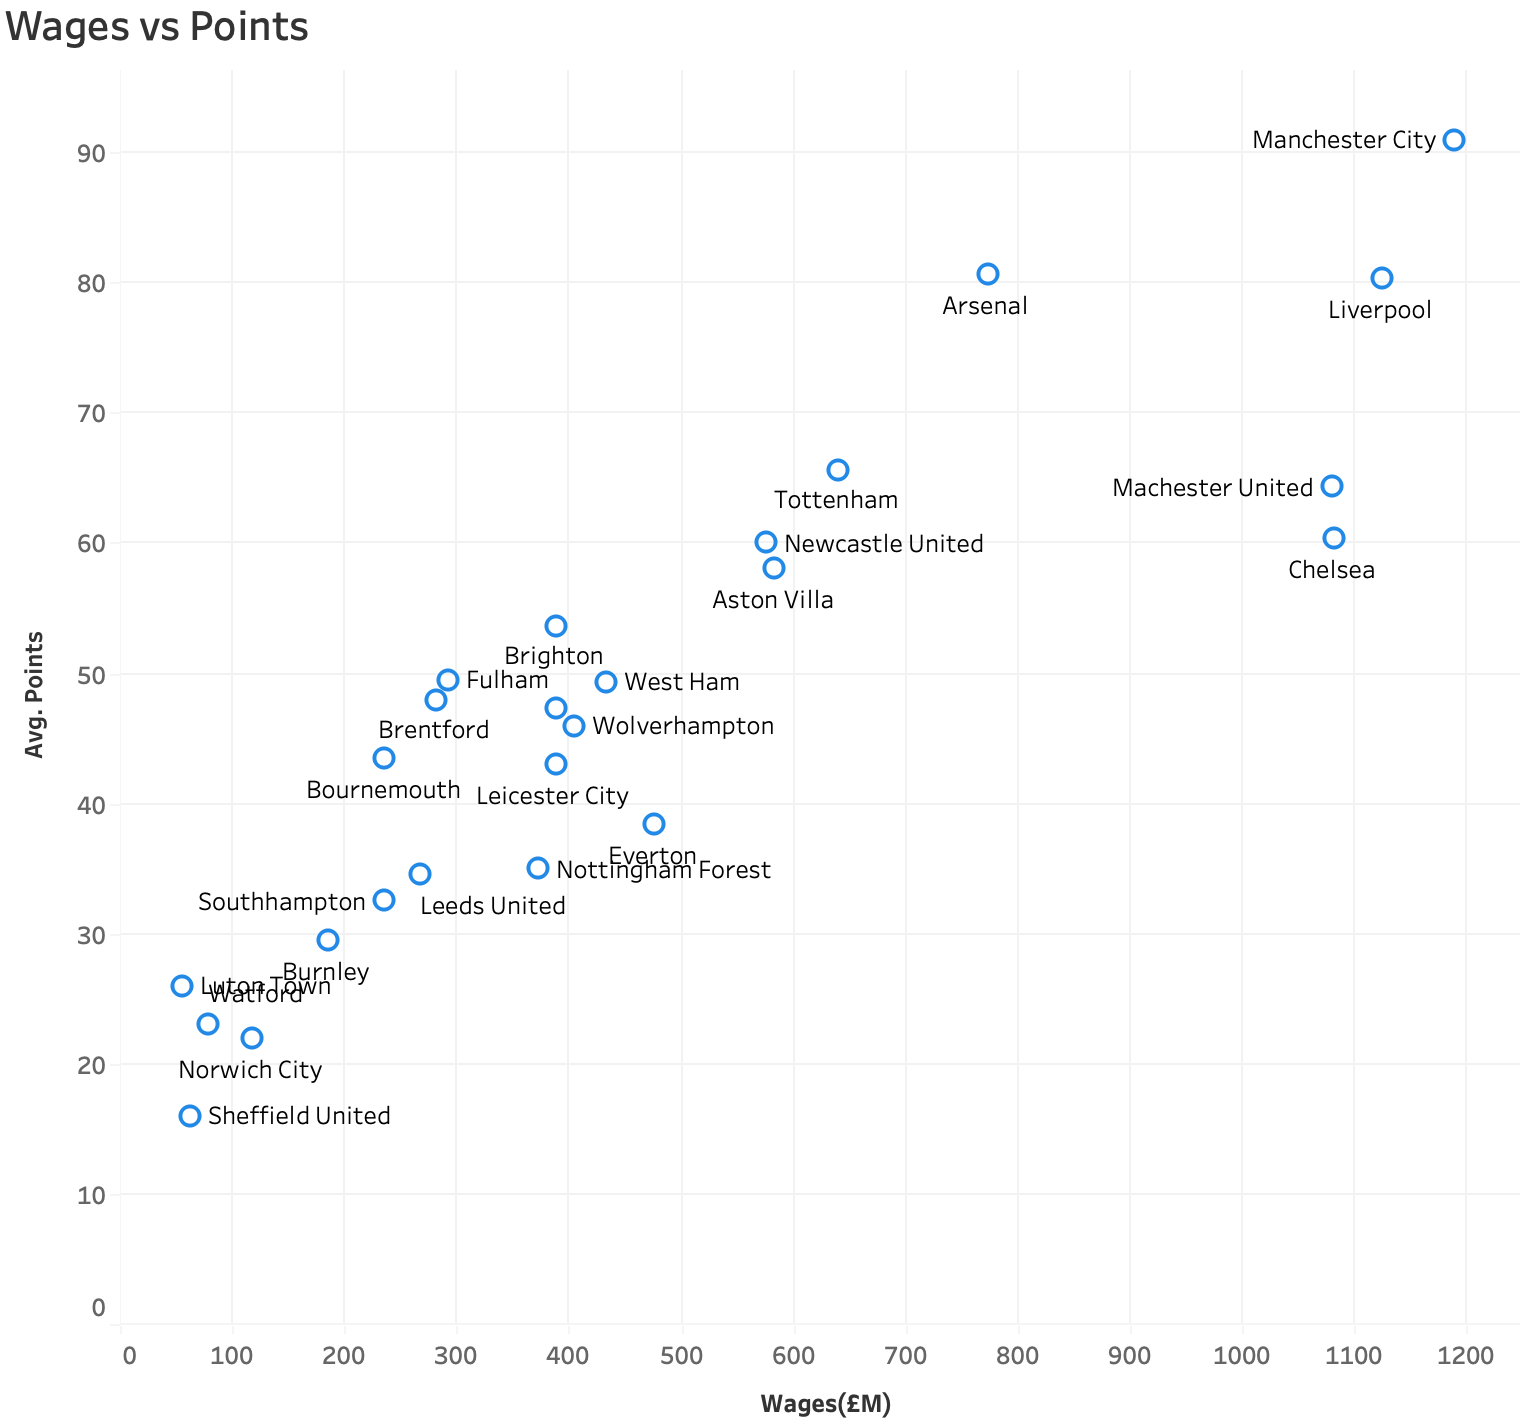 Wages vs Points
Manchester City
90
80
Arsenal
Liverpool
70
Machester United
Tottenham
60
Newcastle United
Chelsea
Aston Villa
Brighton
50
Fulham
West Ham
Wolverhampton
Brentford
Avg. Points
Bournemouth
Leicester City
40
Everton
Nottingham Forest
Southhampton
Leeds United
30
Burnley
Luton Town
Watford
20
Norwich City
Sheffield United
10
0
0 100 200 300 400 500 600 700 800 900 1000 1100 1200
Wages(£M)